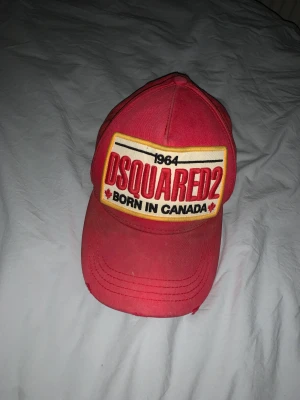 1964
DSQUARED2
BORN IN CANADA